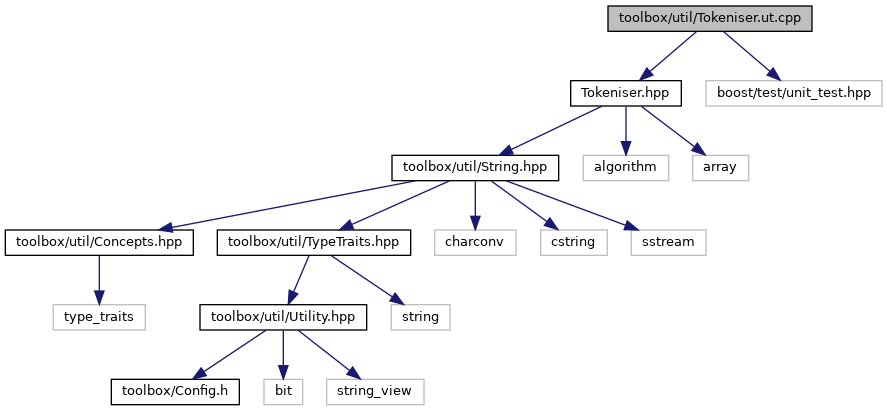 toolbox/util/Tokeniser.ut.cpp
Tokeniser.hpp
boost/test/unit_test.hpp
toolbox/util/String.hpp
algorithm
array
toolbox/util/Concepts.hpp
toolbox/util/TypeTraits.hpp
charconv
cstring
sstream
type_traits
toolbox/util/Utility.hpp
string
toolbox/Config.h
bit
string_view